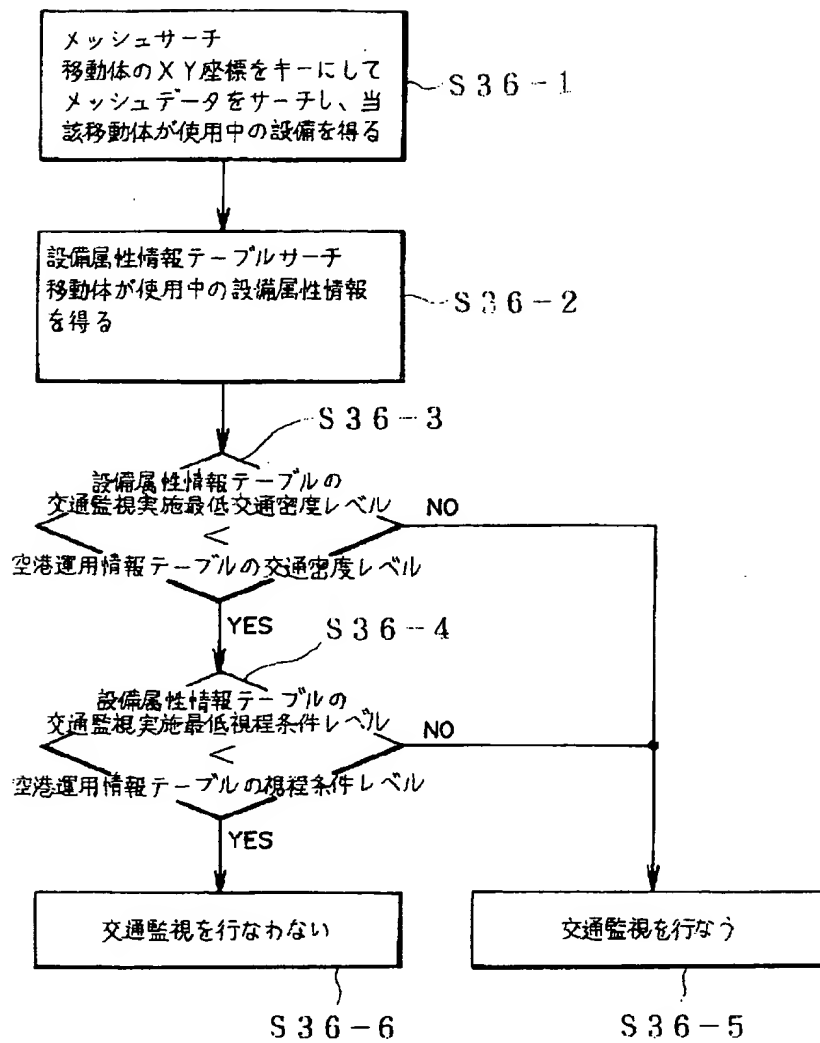 メッシュサーチ
移動体のXY座標をキーにして
メッシュデータをサーチし、当
該移動体が使用中の設備を得る
S36-1
設備属性情報テーブルサーチ
移動体が使用中の設備属性情報
を得る
S36-2
S36-3
設備属性情報テーブルの
交通監視実施最低交通密度レベル
<
空港運用情報テーブルの交通密度レベル
NO
YES
S36-4
設備属性情報テーブルの
交通監視実施最低視程条件レベル
<
空港運用情報テーブルの視程条件レベル
NO
YES
交通監視を行なわない
交通監視を行なう
S36-6
S36-5